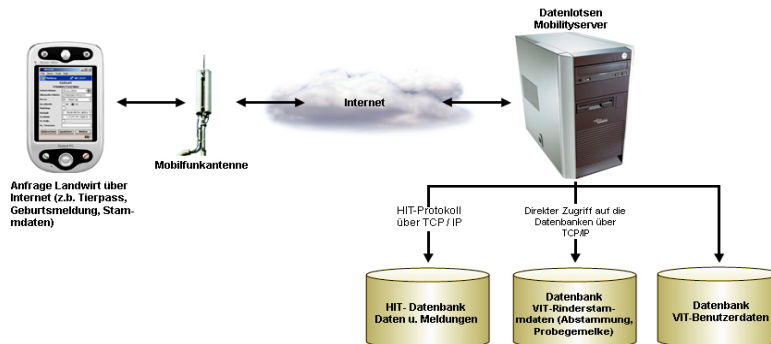 Datenlotsen
Mobilityserver
Internet
Mobilfunkantenne
Anfrage Landwirt über
Internet (z.b. Tierpass,
Geburtsmeldung, Stam-
mdaten)
HIT-Protokoll
über TCP / IP
Direkter Zugriff auf die
Datenbanken über
TCP/IP
HIT- Datenbank
Daten u. Meldungen
Datenbank
VIT-Rinderstam-
mdaten (Abstammung,
Probegemelke)
Datenbank
VIT-Benutzerdaten